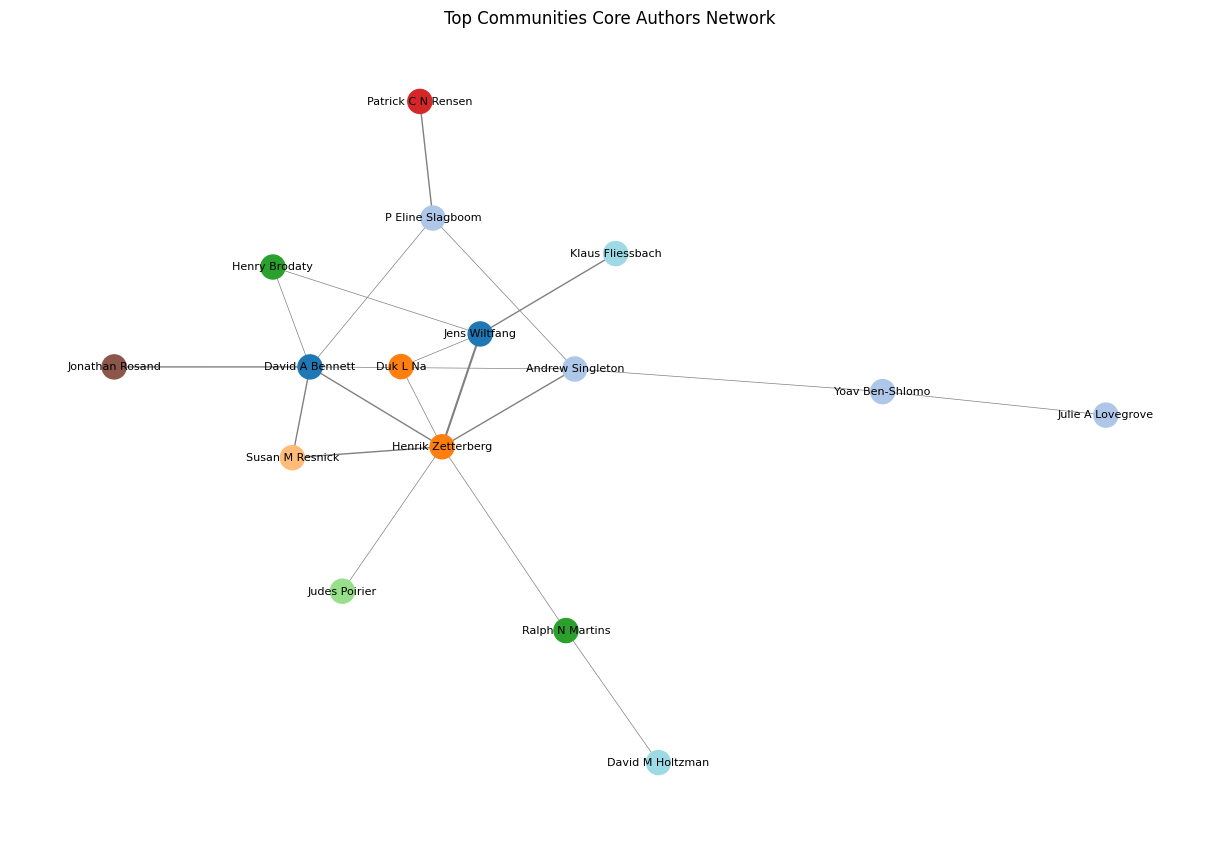 Top Communities Core Authors Network
Patrick C N Rensen
P Eline Slagboom
Klaus Fliessbach
Henry Brodaty
Jens Wiltfang
Jonathan Rosand
David A Bennett
Duk L Na
Andrew Singleton
Yoav Ben-Shlomo
Julie A Lovegrove
Henrik Zetterberg
Susan M Resnick
Judes Poirier
Ralph N Martins
David M Holtzman